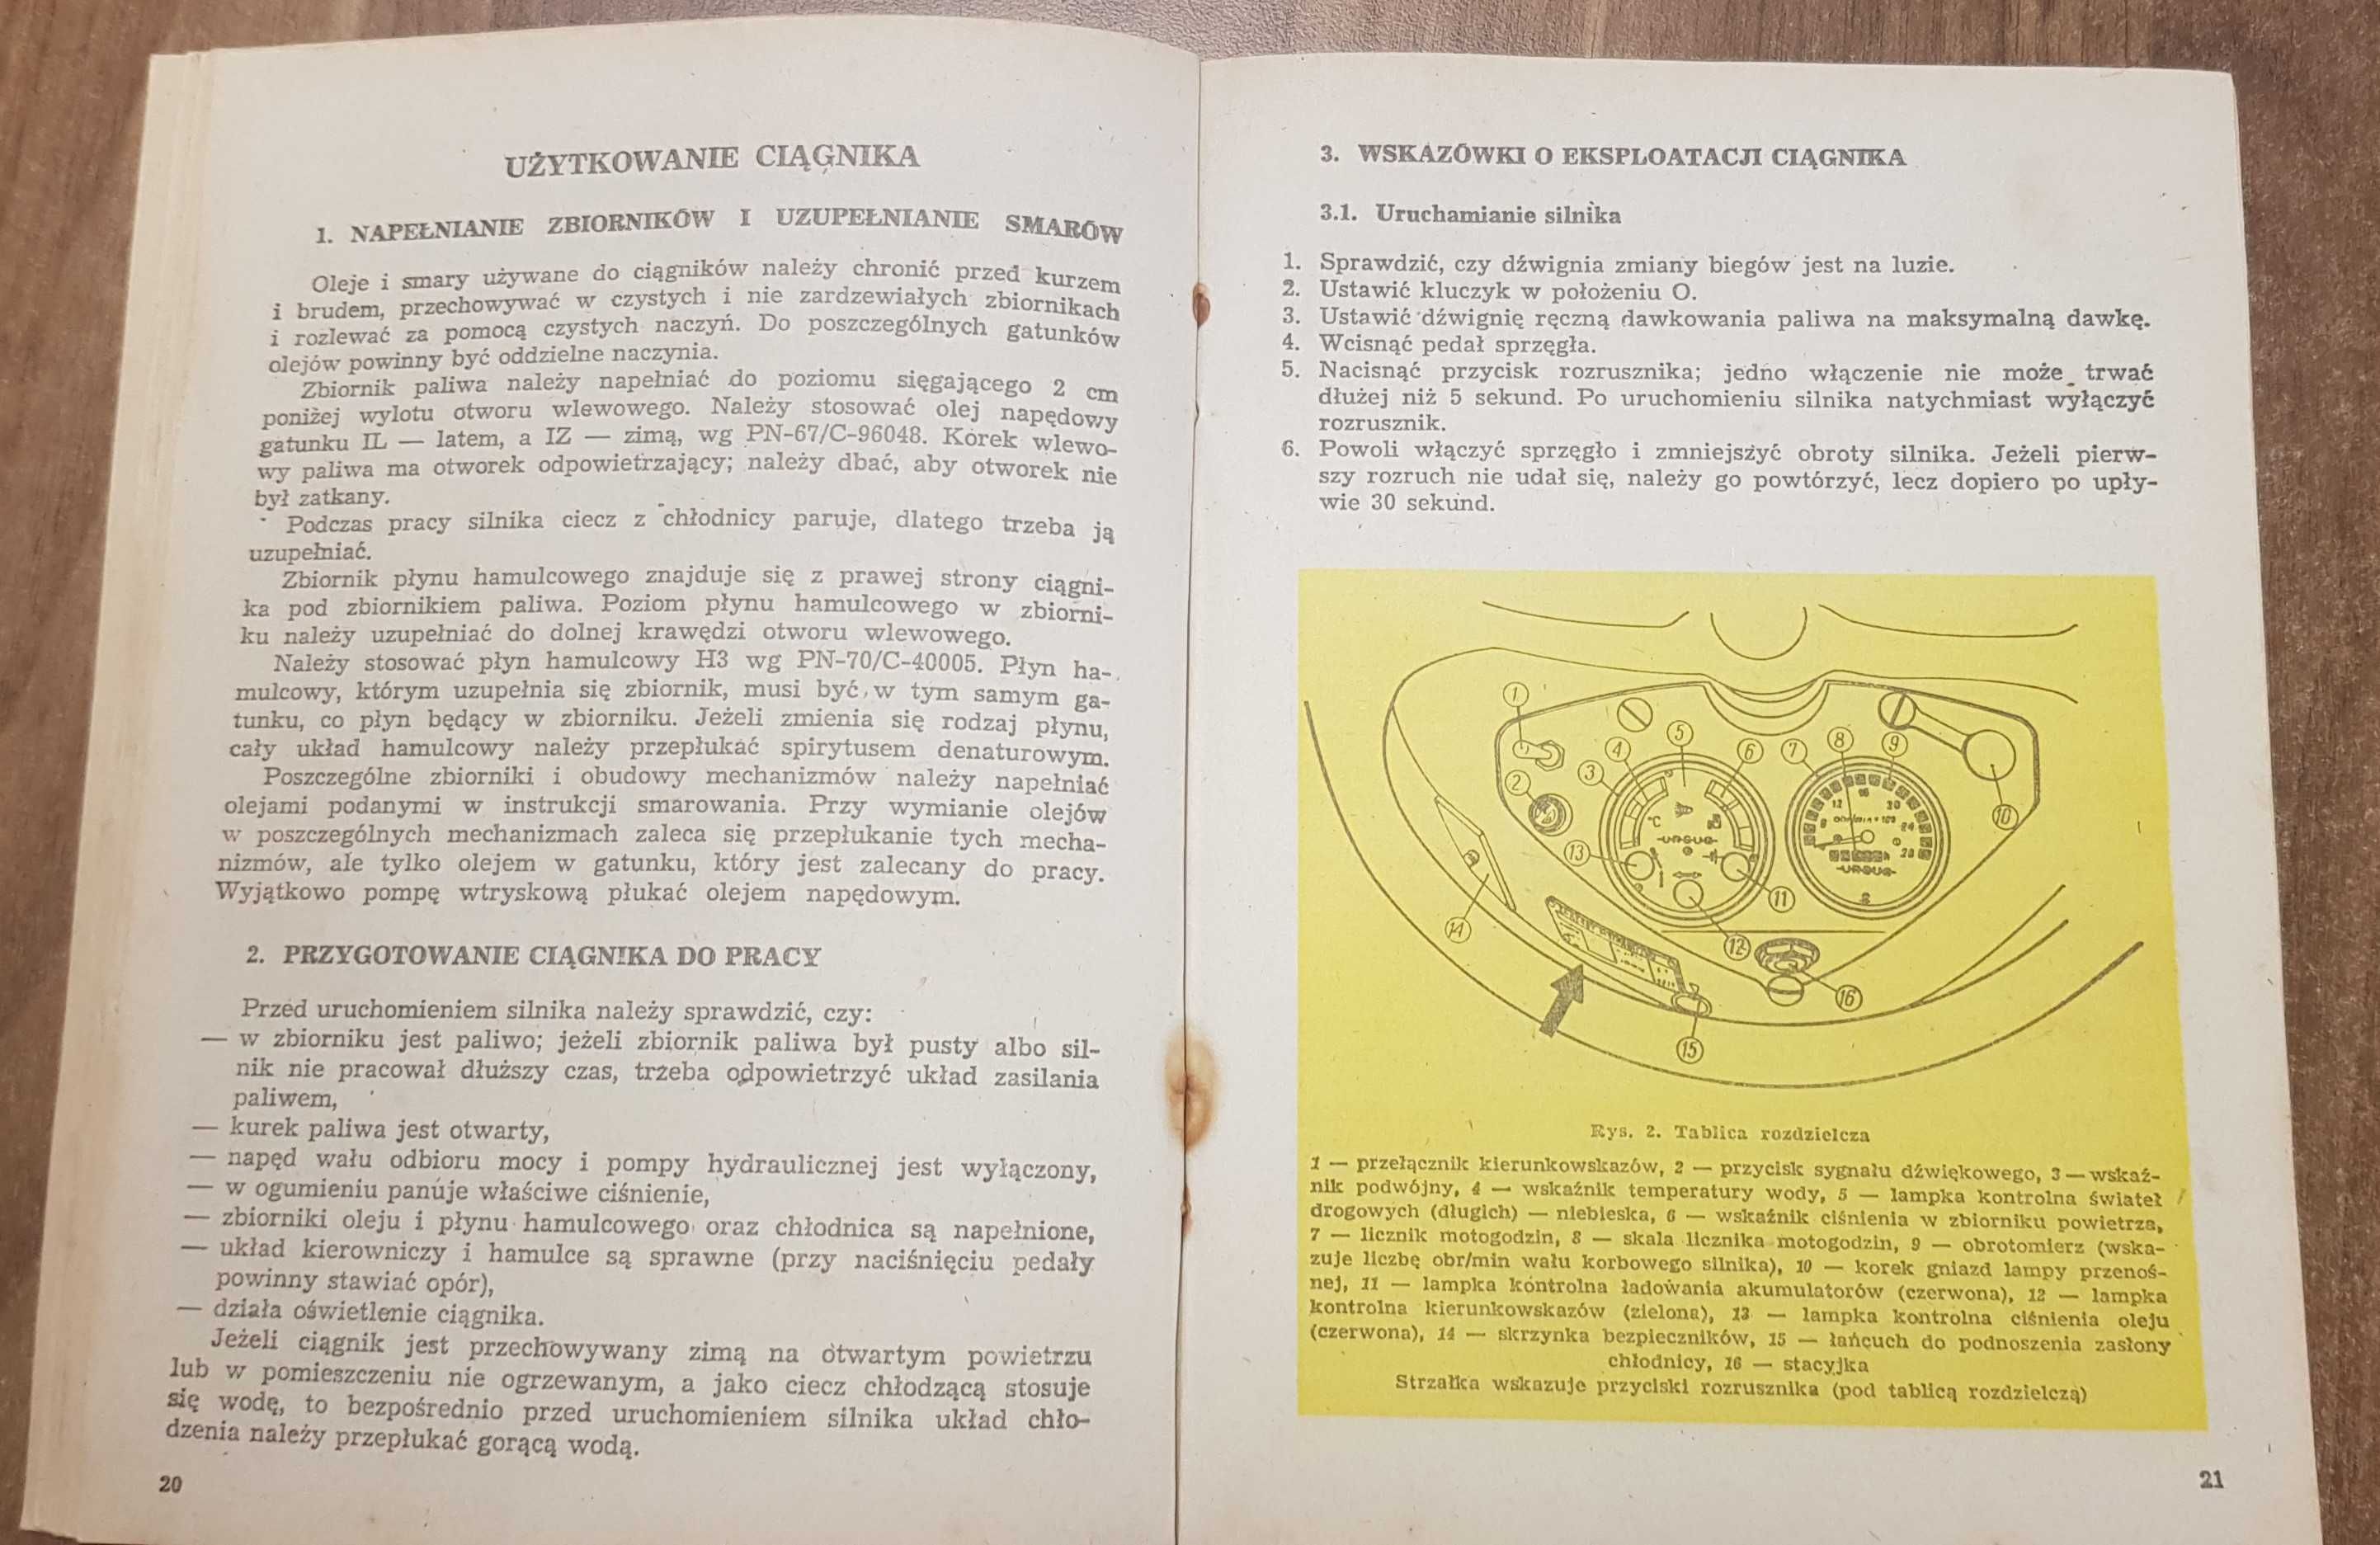 UŻYTKOWANIE CIĄGNIKA
1. NAPEŁNIANIE ZBIORNIKÓW I UZUPEŁNIANIE SMARÓW
Oleje i smary używane do ciągników należy chronić przed kurzem
i brudem, przechowywać w czystych i nie zardzewiałych zbiornikach
i rozlewać za pomocą czystych naczyń. Do poszczególnych gatunków
olejów powinny być oddzielne naczynia.
Zbiornik paliwa należy napełniać do poziomu sięgającego 2 cm
poniżej wylotu otworu wlewowego. Należy stosować olej napędowy
gatunku IL — latem, a IZ — zimą, wg PN-67/C-96048. Korek wlewo-
wy paliwa ma otworek odpowietrzający; należy dbać, aby otworek nie
był zatkany.
Podczas pracy silnika ciecz z chłodnicy paruje, dlatego trzeba ją
uzupełniać.
Zbiornik płynu hamulcowego znajduje się z prawej strony ciągni-
ka pod zbiornikiem paliwa. Poziom płynu hamulcowego w zbiorni-
ku należy uzupełniać do dolnej krawędzi otworu wlewowego.
Należy stosować płyn hamulcowy H3 wg PN-70/C-40005. Płyn ha-
mulcowy, którym uzupełnia się zbiornik, musi być w tym samym ga-
tunku, co płyn będący w zbiorniku. Jeżeli zmienia się rodzaj płynu,
cały układ hamulcowy należy przepłukać spirytusem denaturowym.
Poszczególne zbiorniki i obudowy mechanizmów należy napełniać
olejami podanymi w instrukcji smarowania. Przy wymianie olejów
w poszczególnych mechanizmach zaleca się przepłukanie tych mecha-
nizmów, ale tylko olejem w gatunku, który jest zalecany do pracy.
Wyjątkowo pompę wtryskową płukać olejem napędowym.
2. PRZYGOTOWANIE CIĄGNIKA DO PRACY
Przed uruchomieniem silnika należy sprawdzić, czy:
— w zbiorniku jest paliwo; jeżeli zbiornik paliwa był pusty albo sil-
nik nie pracował dłuższy czas, trzeba odpowietrzyć układ zasilania
paliwem,
— kurek paliwa jest otwarty,
— napęd wału odbioru mocy i pompy hydraulicznej jest wyłączony,
— w ogumieniu panuje właściwe ciśnienie,
— zbiorniki oleju i płynu hamulcowego oraz chłodnica są napełnione,
— układ kierowniczy i hamulce są sprawne (przy naciśnięciu pedały
powinny stawiać opór),
— działa oświetlenie ciągnika.
Jeżeli ciągnik jest przechowywany zimą na otwartym powietrzu
lub w pomieszczeniu nie ogrzewanym, a jako ciecz chłodzącą stosuje
się wodę, to bezpośrednio przed uruchomieniem silnika układ chło-
dzenia należy przepłukać gorącą wodą.
20
3. WSKAZÓWKI O EKSPLOATACJI CIĄGNIKA
3.1. Uruchamianie silnika
1. Sprawdzić, czy dźwignia zmiany biegów jest na luzie.
2. Ustawić kluczyk w położeniu O.
3. Ustawić dźwignię ręczną dawkowania paliwa na maksymalną dawkę.
4. Wcisnąć pedał sprzęgła.
5. Nacisnąć przycisk rozrusznika; jedno włączenie nie może trwać
dłużej niż 5 sekund. Po uruchomieniu silnika natychmiast wyłączyć
rozrusznik.
6. Powoli włączyć sprzęgło i zmniejszyć obroty silnika. Jeżeli pierw-
szy rozruch nie udał się, należy go powtórzyć, lecz dopiero po upły-
wie 30 sekund.
1
2
3
4
5
6
7
8
9
10
11
12
13
14
15
16
°C
URSUS
12
16
20
8
24
28
URSUS
Rys. 2. Tablica rozdzielcza
1 — przełącznik kierunkowskazów, 2 — przycisk sygnału dźwiękowego, 3 — wskaź-
nik podwójny, 4 — wskaźnik temperatury wody, 5 — lampka kontrolna świateł
drogowych (długich) — niebieska, 6 — wskaźnik ciśnienia w zbiorniku powietrza,
7 — licznik motogodzin, 8 — skala licznika motogodzin, 9 — obrotomierz (wska-
zuje liczbę obr/min wału korbowego silnika), 10 — korek gniazd lampy przenoś-
nej, 11 — lampka kontrolna ładowania akumulatorów (czerwona), 12 — lampka
kontrolna kierunkowskazów (zielona), 13 — lampka kontrolna ciśnienia oleju
(czerwona), 14 — skrzynka bezpieczników, 15 — łańcuch do podnoszenia zasłony
chłodnicy, 16 — stacyjka
Strzałka wskazuje przyciski rozrusznika (pod tablicą rozdzielczą)
21